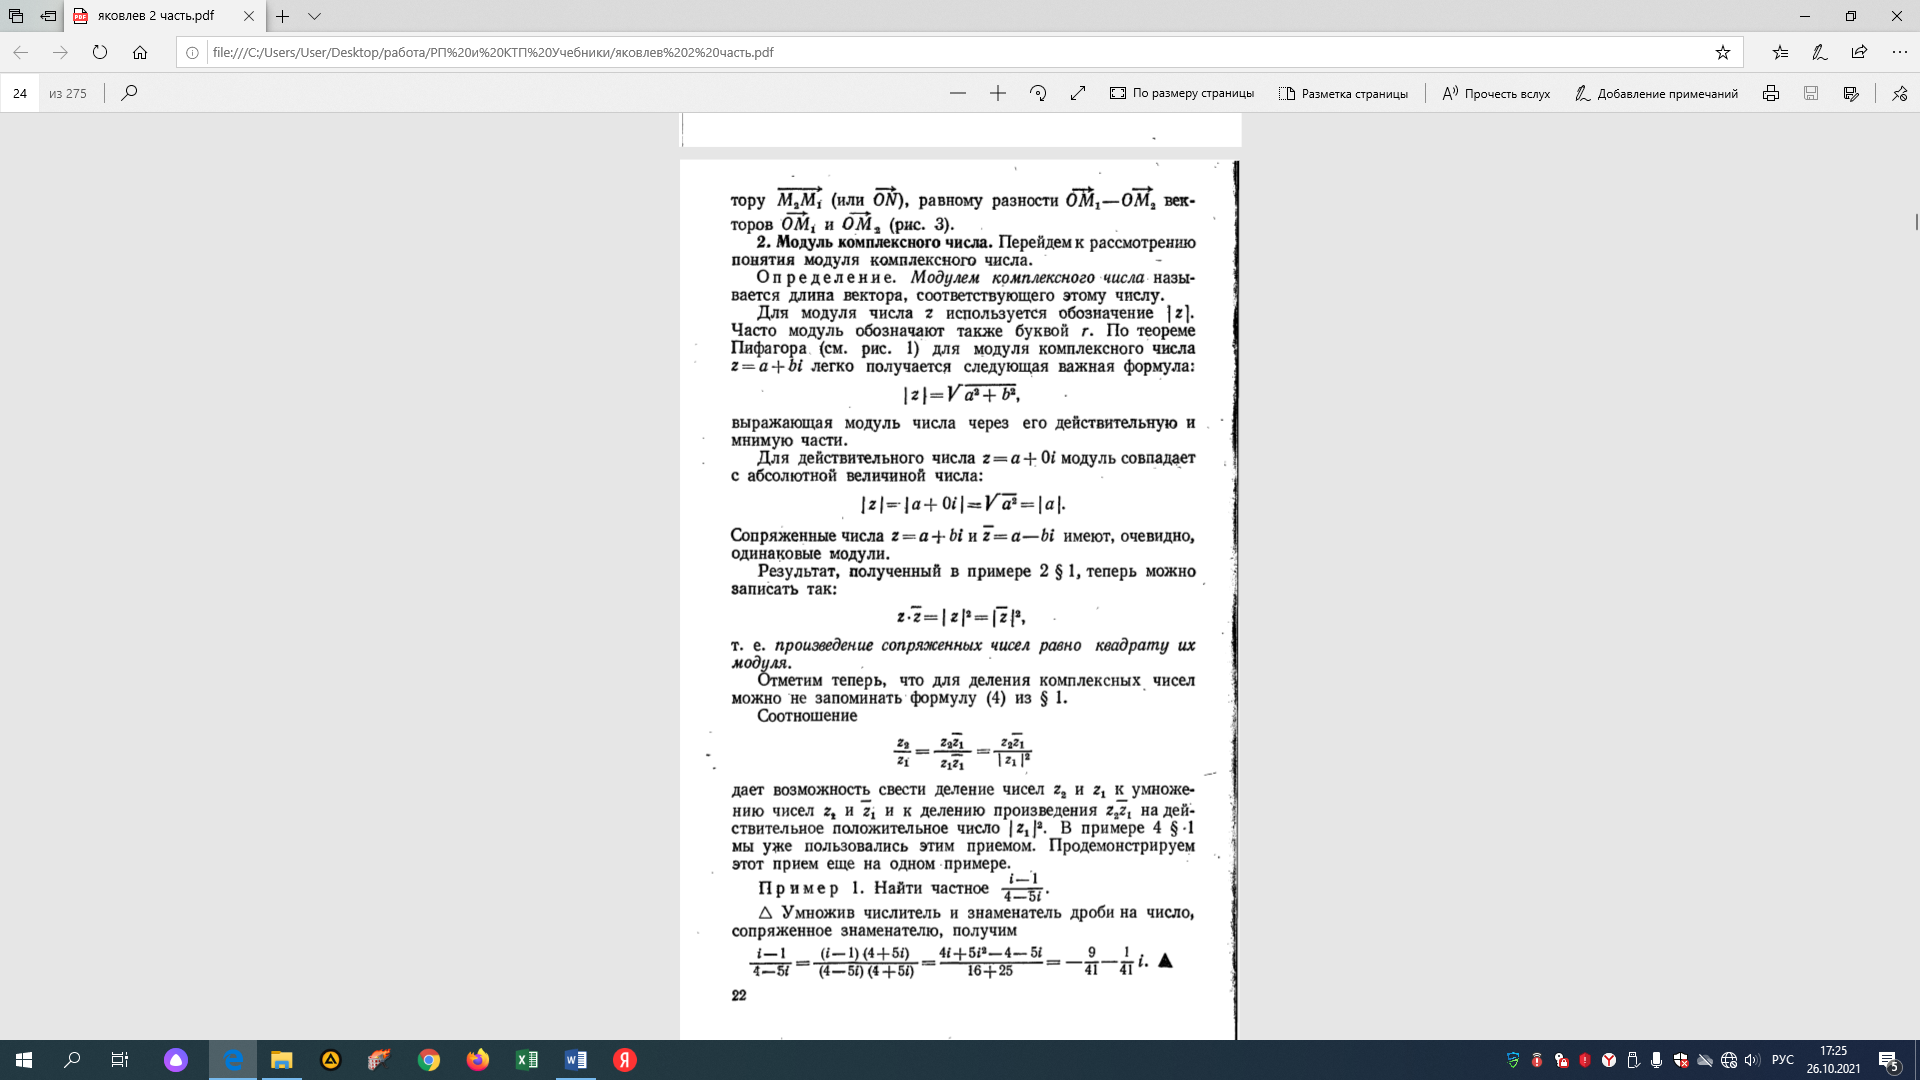 яковлев 2 часть.pdf
file:///C:/Users/User/Desktop/работа/РП%20и%20КТП%20Учебники/яковлев%202%20часть.pdf
24 из 275
По размеру страницы
Разметка страницы
Прочесть вслух
Добавление примечаний
тору M₂M₁ (или ON), равному разности OM₁—OM₂ век-
торов OM₁ и OM₂ (рис. 3).
2. Модуль комплексного числа. Перейдем к рассмотрению
понятия модуля комплексного числа.
Определение. Модулем комплексного числа назы-
вается длина вектора, соответствующего этому числу.
Для модуля числа z используется обозначение |z|.
Часто модуль обозначают также буквой r. По теореме
Пифагора (см. рис. 1) для модуля комплексного числа
z=a+bi легко получается следующая важная формула:
|z|=√a²+b²,
выражающая модуль числа через его действительную и
мнимую части.
Для действительного числа z=a+0i модуль совпадает
с абсолютной величиной числа:
|z|=|a+0i|=√a²=|a|.
Сопряженные числа z=a+bi и z̄=a—bi имеют, очевидно,
одинаковые модули.
Результат, полученный в примере 2 § 1, теперь можно
записать так:
z·z̄=|z|²=|z̄|²,
т. е. произведение сопряженных чисел равно квадрату их
модуля.
Отметим теперь, что для деления комплексных чисел
можно не запоминать формулу (4) из § 1.
Соотношение
z₂/z₁ = z₂z̄₁/z₁z̄₁ = z₂z̄₁/|z₁|²
дает возможность свести деление чисел z₂ и z₁ к умноже-
нию чисел z₂ и z̄₁ и к делению произведения z₂z̄₁ на дей-
ствительное положительное число |z₁|². В примере 4 § 1
мы уже пользовались этим приемом. Продемонстрируем
этот прием еще на одном примере.
Пример 1. Найти частное i—1/4—5i.
△ Умножив числитель и знаменатель дроби на число,
сопряженное знаменателю, получим
i—1/4—5i = (i—1)(4+5i)/(4—5i)(4+5i) = 4i+5i²—4—5i/16+25 = —9/41—1/41 i. ▲
22
РУС
17:25
26.10.2021
5